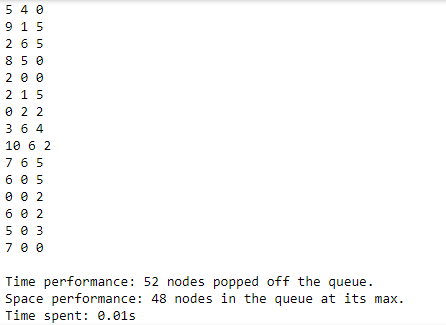 5 4 0
9 1 5
2 6 5
8 5 0
2 0 0
2 1 5
0 2 2
3 6 4
10 6 2
7 6 5
6 0 5
0 0 2
6 0 2
5 0 3
7 0 0

Time performance: 52 nodes popped off the queue.
Space performance: 48 nodes in the queue at its max.
Time spent: 0.01s